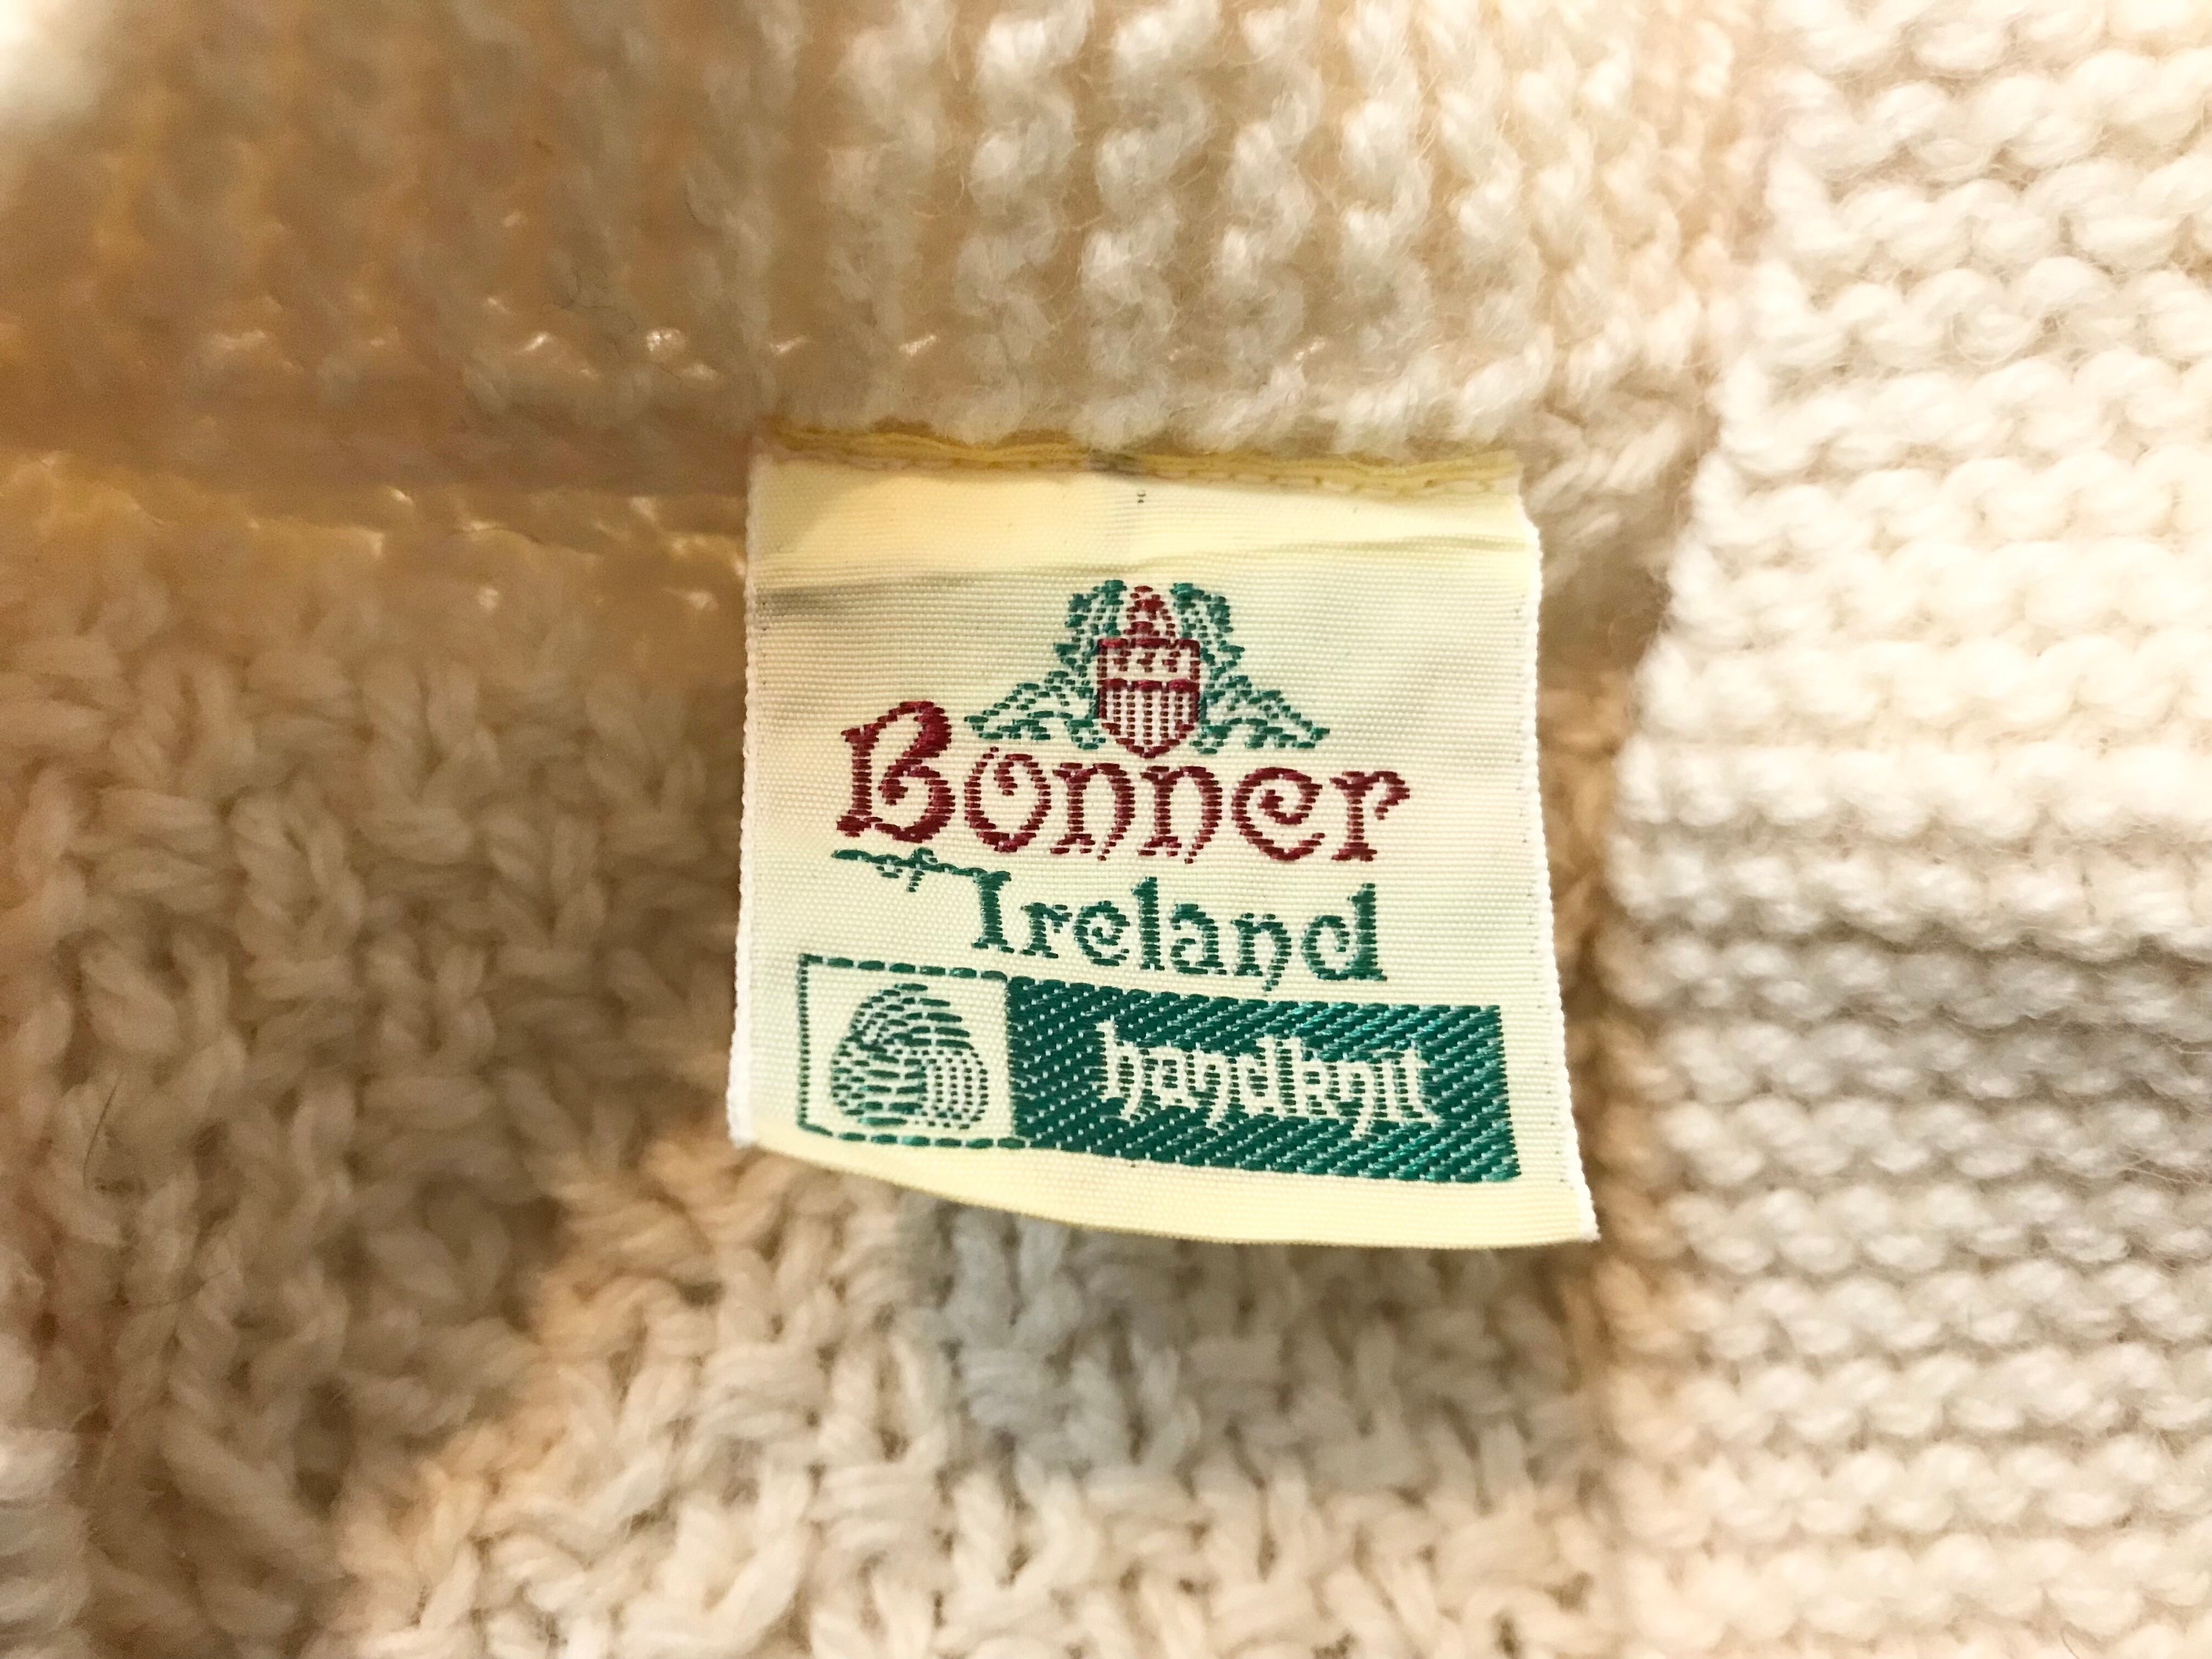 Bonner
of Ireland
handknit